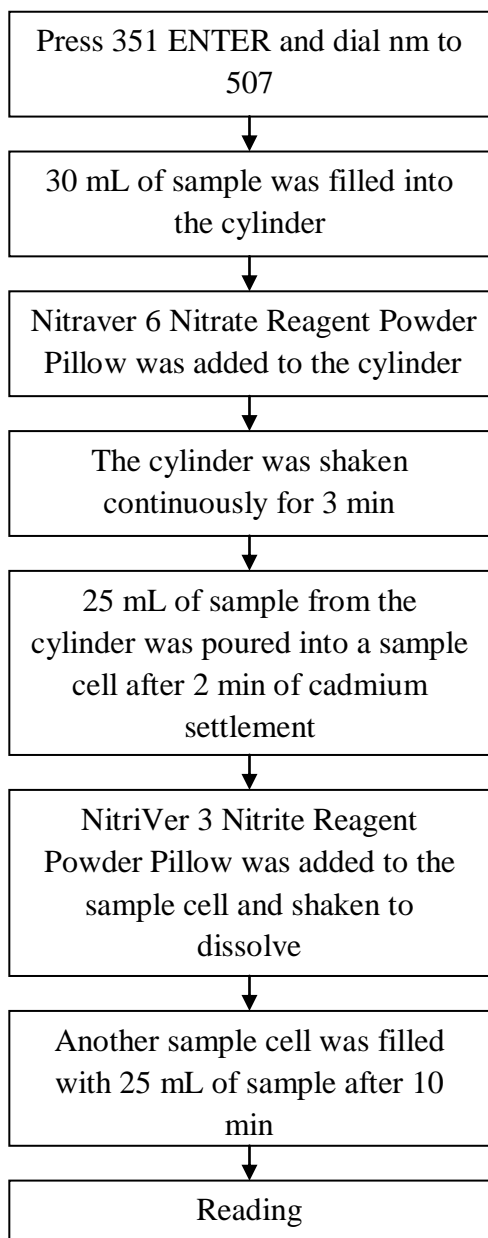 Press 351 ENTER and dial nm to
507
30 mL of sample was filled into
the cylinder
Nitraver 6 Nitrate Reagent Powder
Pillow was added to the cylinder
The cylinder was shaken
continuously for 3 min
25 mL of sample from the
cylinder was poured into a sample
cell after 2 min of cadmium
settlement
NitriVer 3 Nitrite Reagent
Powder Pillow was added to the
sample cell and shaken to
dissolve
Another sample cell was filled
with 25 mL of sample after 10
min
Reading